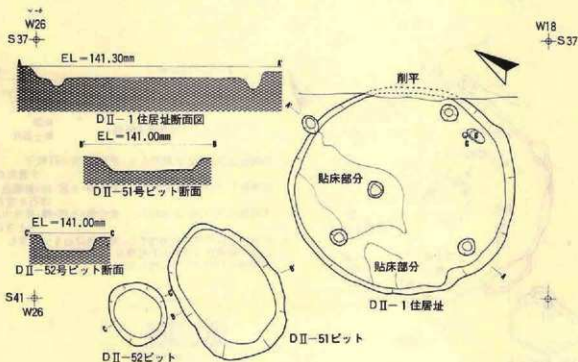 W26
S37
EL=141.30mm
A
A'
DⅡ-1住居址断面図
EL=141.00mm
B'
B
DⅡ-51号ピット断面
EL=141.00mm
C
C
DⅡ-52号ピット断面
S41
W26
DⅡ-52ピット
DⅡ-51ピット
W18
S37
削平
貼床部分
貼床部分
DⅡ-1住居址